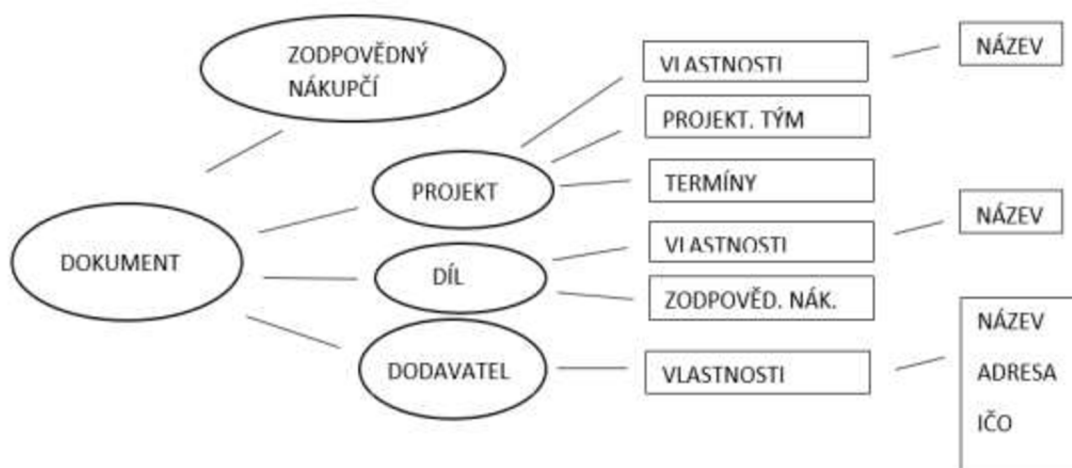 ZODPOVĚDNÝ
NÁKUPČÍ
VLASTNOSTI
NÁZEV
PROJEKT. TÝM
PROJEKT
TERMÍNY
NÁZEV
VLASTNOSTI
DOKUMENT
DÍL
ZODPOVĚD. NÁK.
NÁZEV
DODAVATEL
VLASTNOSTI
ADRESA
IČO